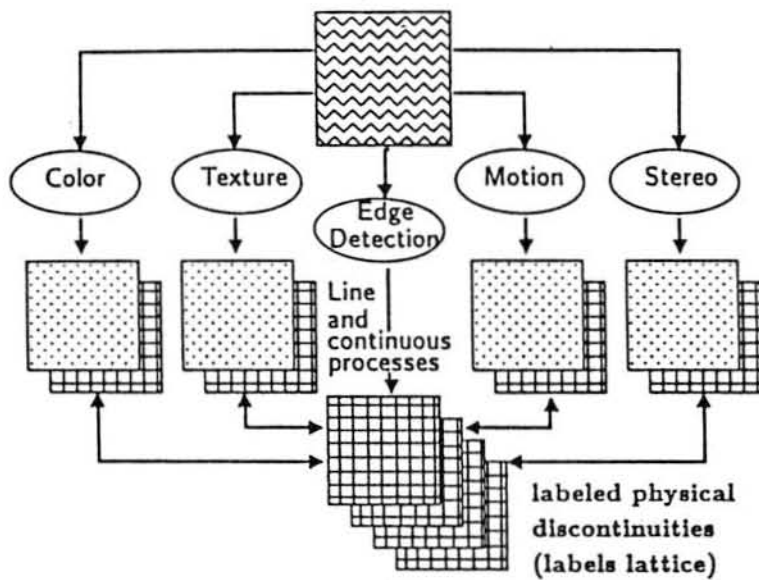 Color
Texture
Edge
Detection
Motion
Stereo
Line
and
continuous
processes
labeled physical
discontinuities
(labels lattice)